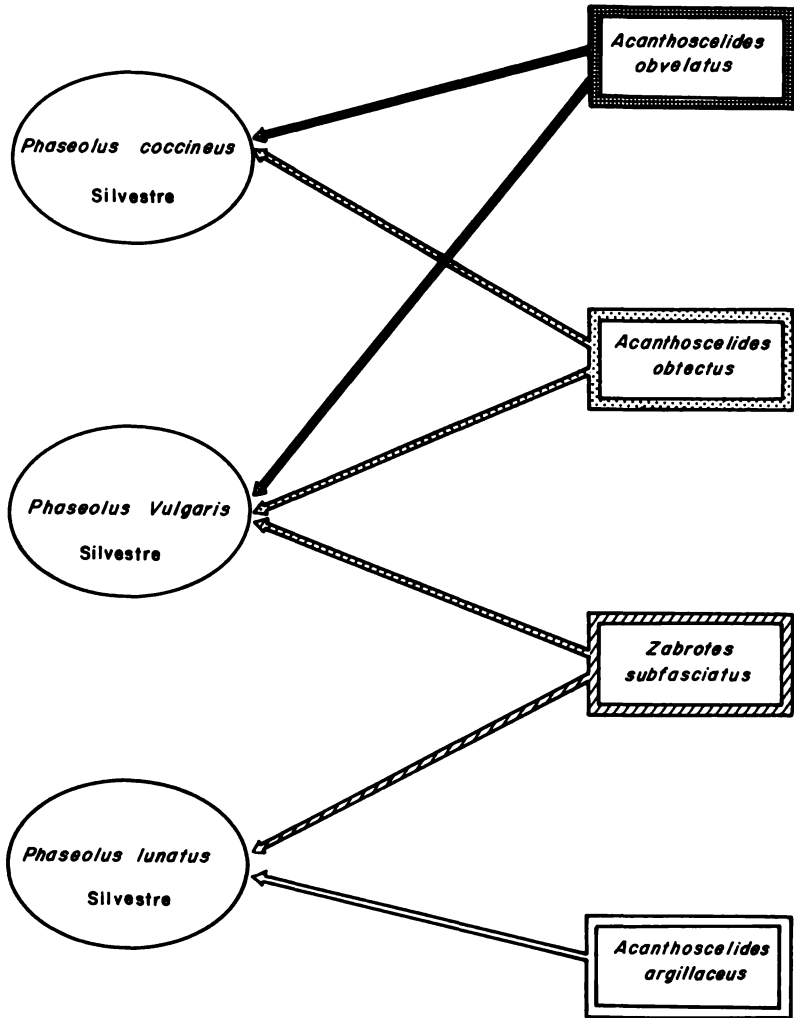 Acanthoscelides
obvelatus
Phaseolus coccineus
Silvestre
Acanthoscelides
obtectus
Phaseolus Vulgaris
Silvestre
Zabrotes
subfasciatus
Phaseolus lunatus
Silvestre
Acanthoscelides
argillaceus